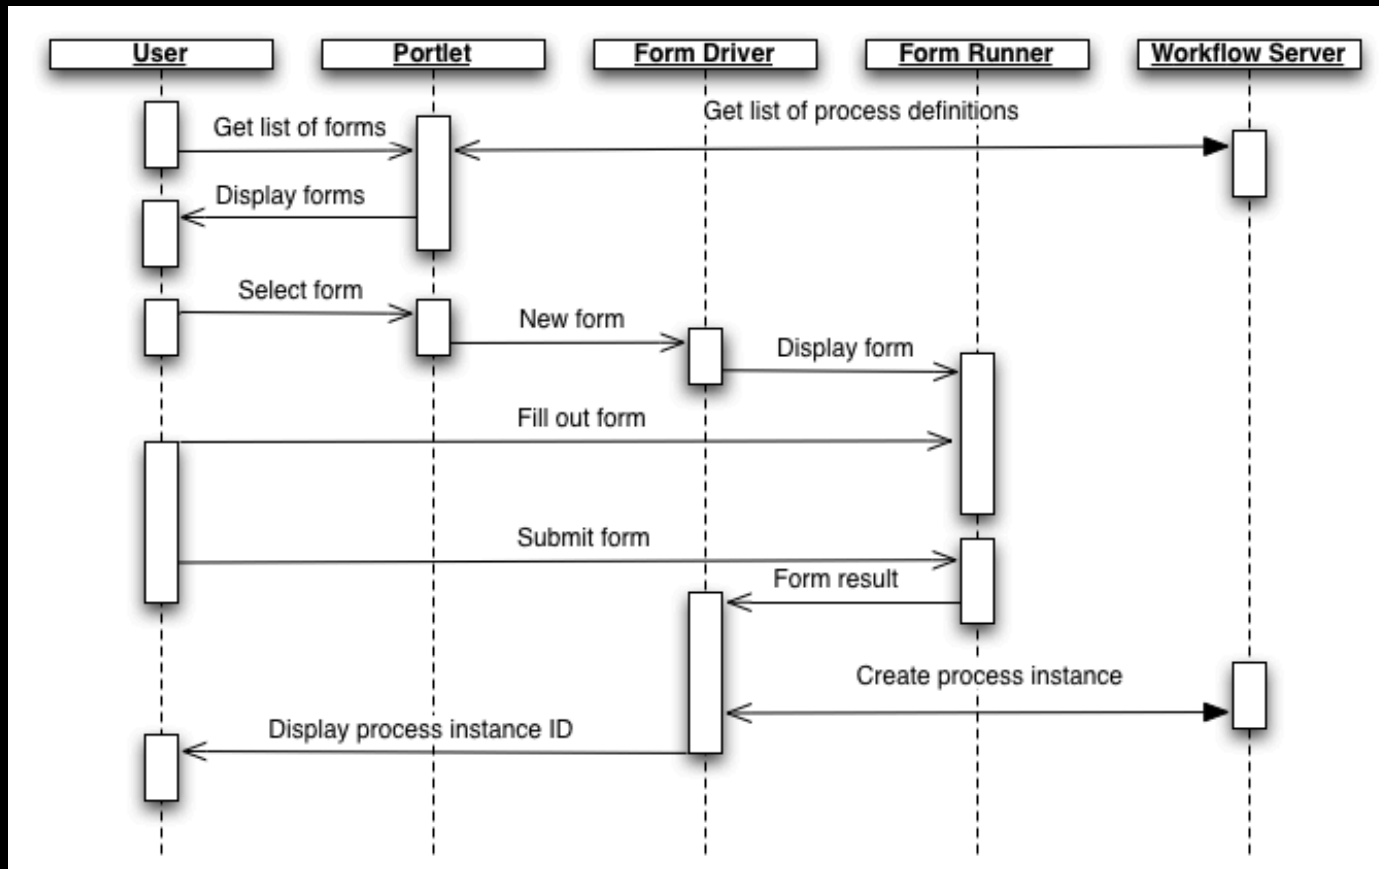 User
Portlet
Form Driver
Form Runner
Workflow Server
Get list of process definitions
Get list of forms
Display forms
Select form
New form
Display form
Fill out form
Submit form
Form result
Create process instance
Display process instance ID